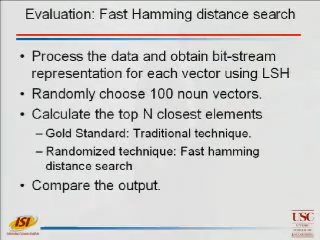 Evaluation: Fast Hamming distance search
• Process the data and obtain bit-stream
representation for each vector using LSH
• Randomly choose 100 noun vectors.
• Calculate the top N closest elements
– Gold Standard: Traditional technique.
– Randomized technique: Fast hamming
distance search
• Compare the output.
ISI
USC